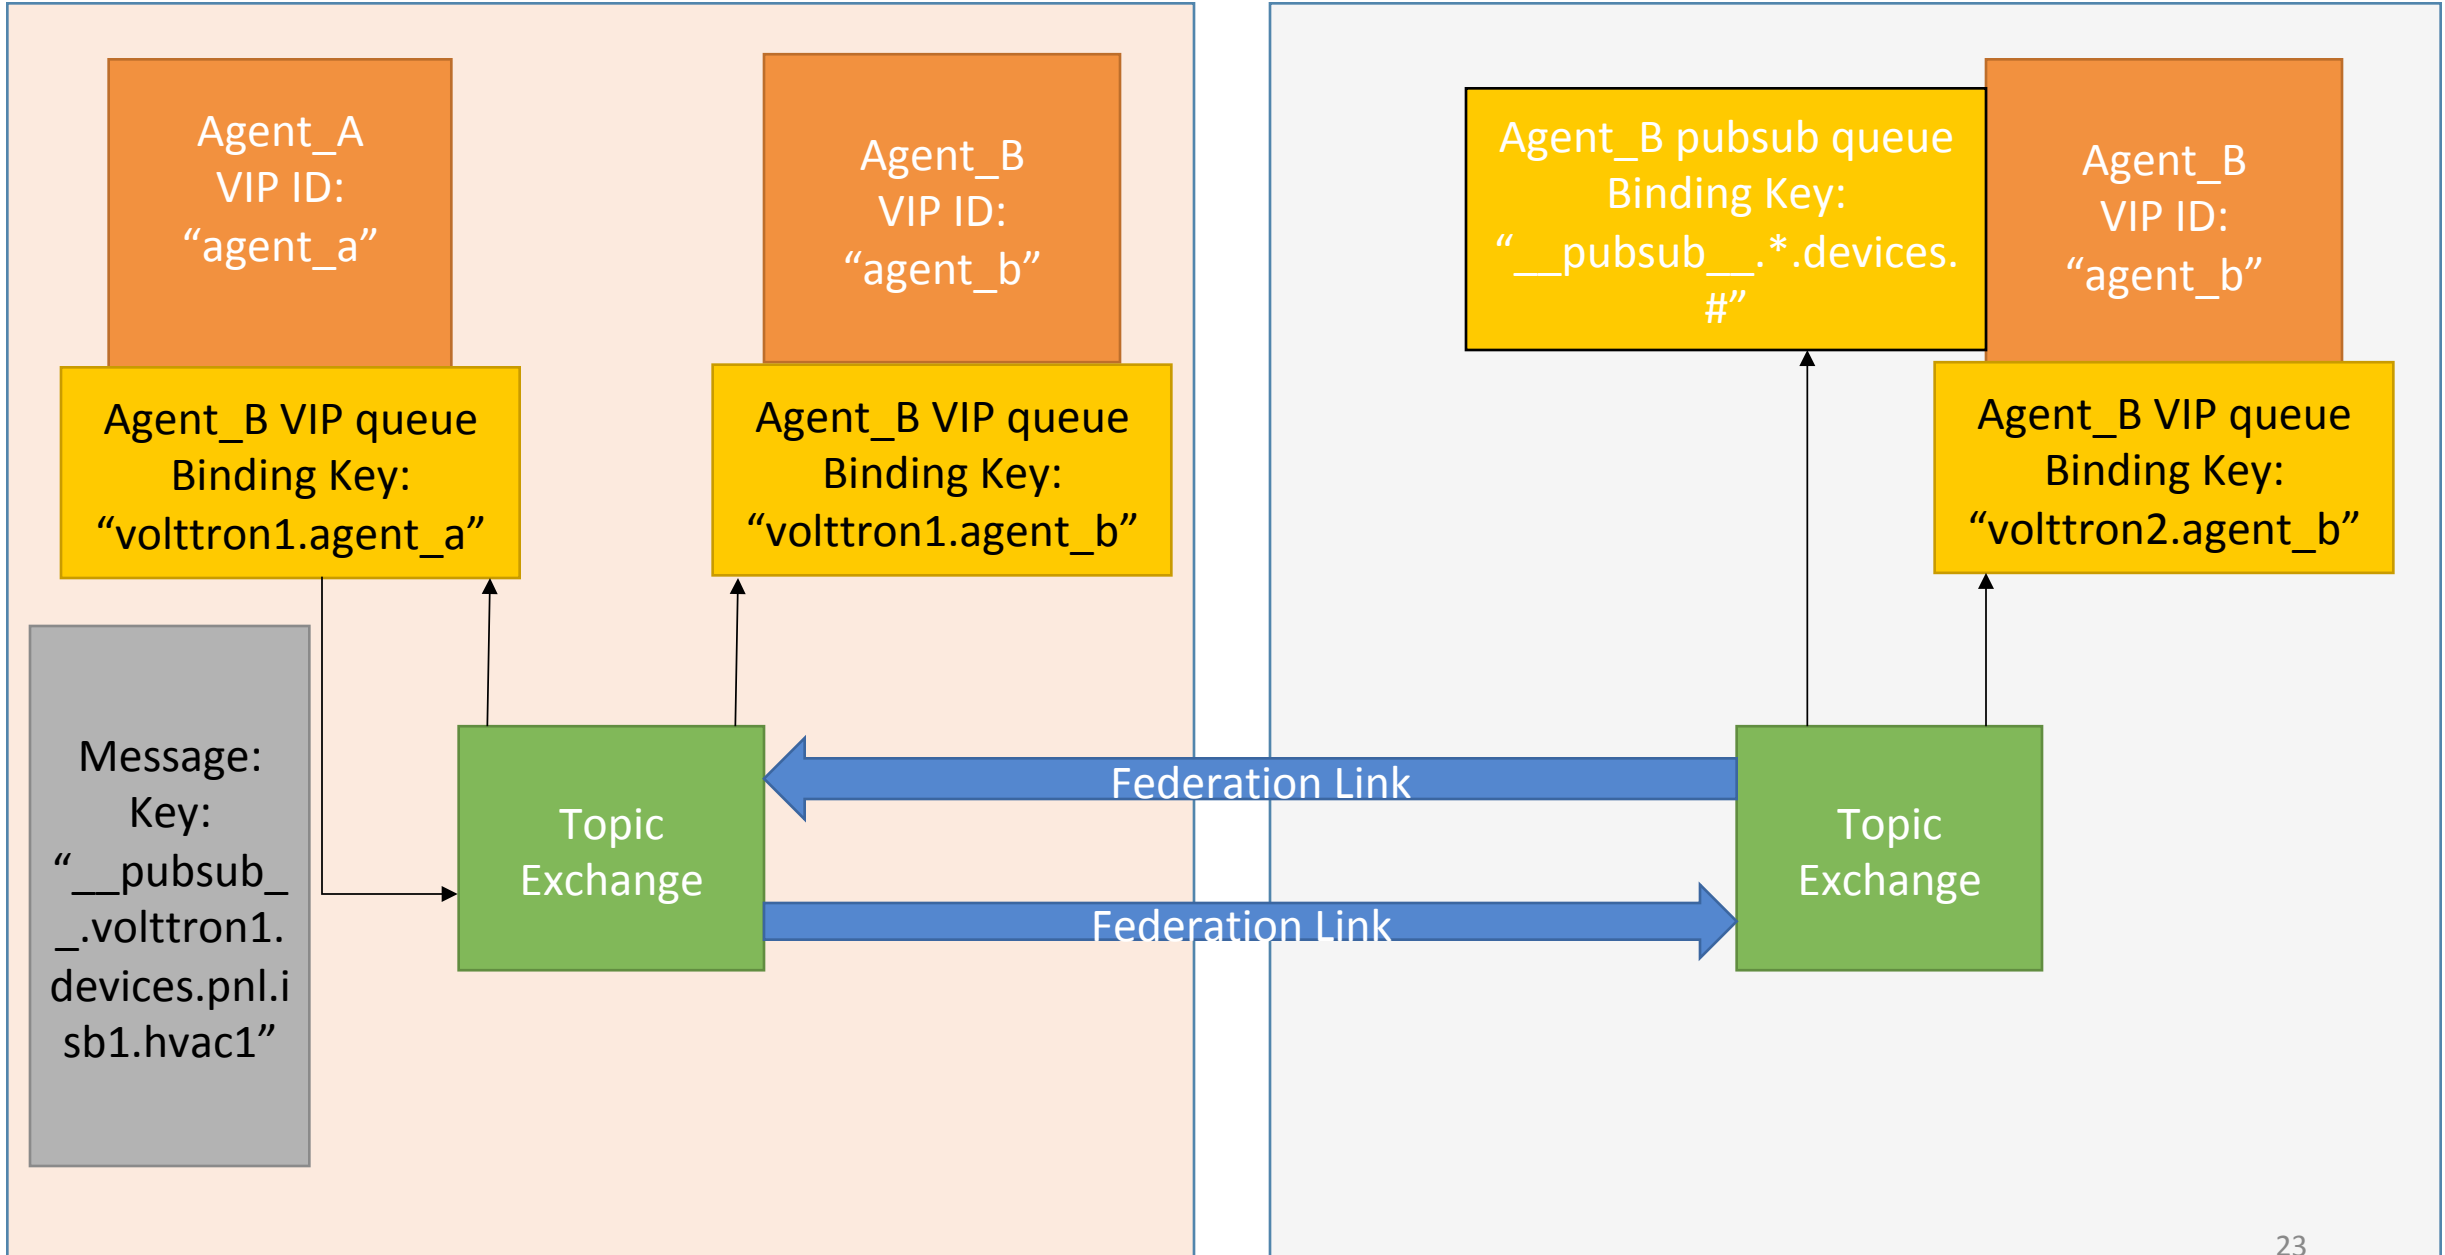 Agent_A
VIP ID:
“agent_a”
Agent_B VIP queue
Binding Key:
“volttron1.agent_a”
Agent_B
VIP ID:
“agent_b”
Agent_B VIP queue
Binding Key:
“volttron1.agent_b”
Agent_B pubsub queue
Binding Key:
“__pubsub__.*.devices.
#”
Agent_B
VIP ID:
“agent_b”
Agent_B VIP queue
Binding Key:
“volttron2.agent_b”
Message:
Key:
“__pubsub_
_.volttron1.
devices.pnl.i
sb1.hvac1”
Topic
Exchange
Federation Link
Federation Link
Topic
Exchange
23